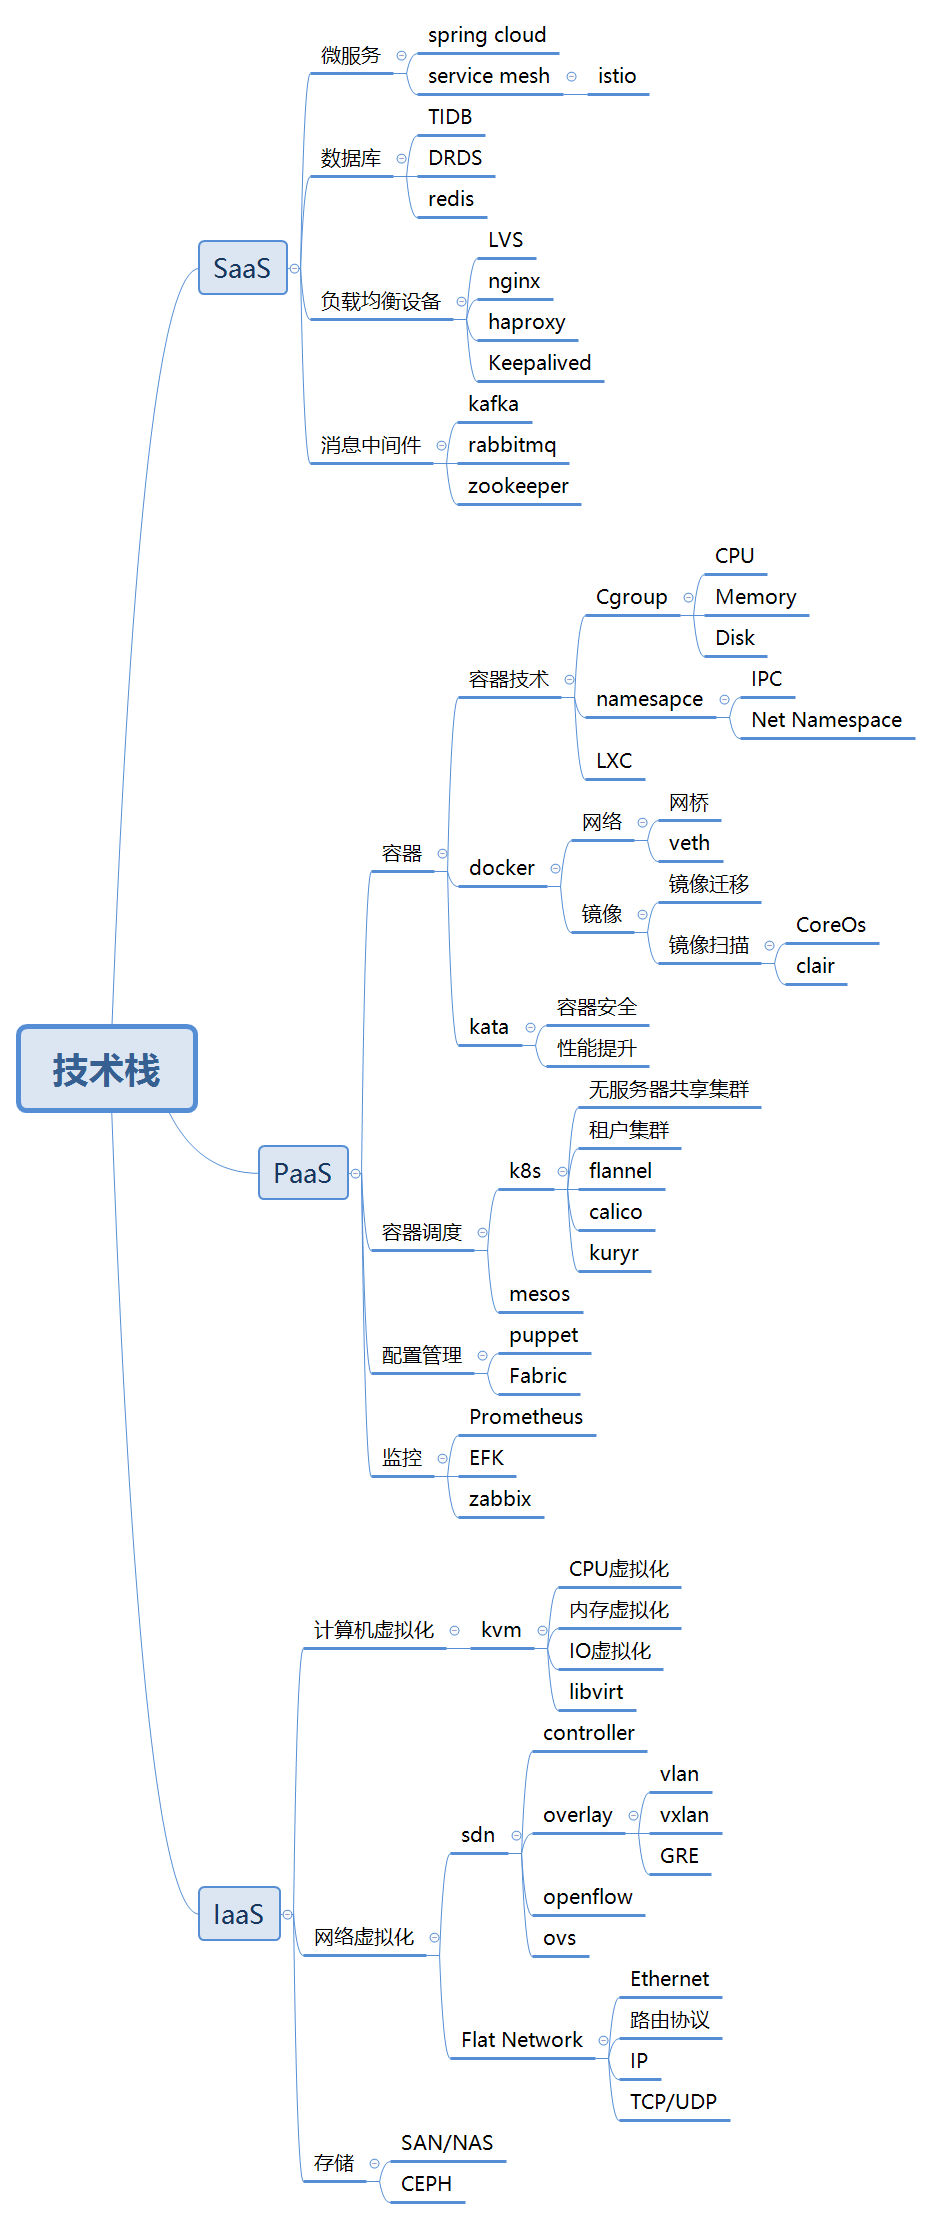 技术栈
SaaS
微服务
spring cloud
service mesh
istio
数据库
TIDB
DRDS
redis
负载均衡设备
LVS
nginx
haproxy
Keepalived
消息中间件
kafka
rabbitmq
zookeeper
PaaS
容器
容器技术
Cgroup
CPU
Memory
Disk
namesapce
IPC
Net Namespace
LXC
docker
网络
网桥
veth
镜像
镜像迁移
镜像扫描
CoreOs
clair
kata
容器安全
性能提升
容器调度
k8s
无服务器共享集群
租户集群
flannel
calico
kuryr
mesos
配置管理
puppet
Fabric
监控
Prometheus
EFK
zabbix
IaaS
计算机虚拟化
kvm
CPU虚拟化
内存虚拟化
IO虚拟化
libvirt
网络虚拟化
sdn
controller
overlay
vlan
vxlan
GRE
openflow
ovs
Flat Network
Ethernet
路由协议
IP
TCP/UDP
存储
SAN/NAS
CEPH